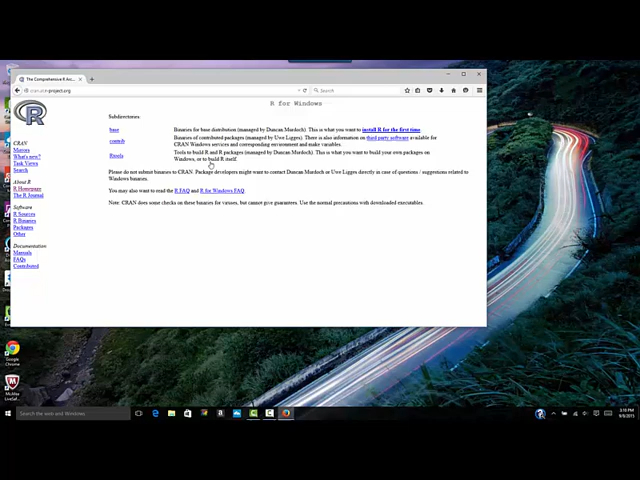 The Comprehensive R Arc...
cran.r-project.org
Search
R for Windows
Subdirectories:
base
Binaries for base distribution (managed by Duncan Murdoch). This is what you want to install R for the first time.
contrib
Binaries of contributed packages (managed by Uwe Ligges). There is also information on third party software available for
CRAN Windows services and corresponding environment and make variables.
Rtools
Tools to build R and R packages (managed by Duncan Murdoch). This is what you want to build your own packages on
Windows, or to build R itself.
Please do not submit binaries to CRAN. Package developers might want to contact Duncan Murdoch or Uwe Ligges directly in case of questions / suggestions related to
Windows binaries.
You may also want to read the R FAQ and R for Windows FAQ.
Note: CRAN does some checks on these binaries for viruses, but cannot give guarantees. Use the normal precautions with downloaded executables.
CRAN
Mirrors
What's new?
Task Views
Search
About R
R Homepage
The R Journal
Software
R Sources
R Binaries
Packages
Other
Documentation
Manuals
FAQs
Contributed
Google
Chrome
McAfee
Search the web and Windows
3:19 PM
9/9/2015